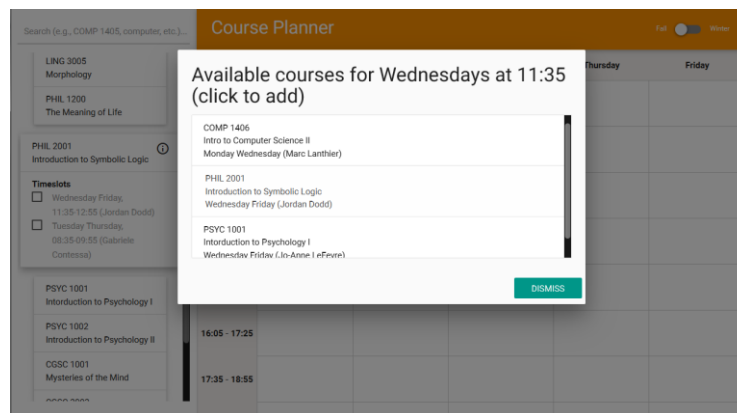 Search (e.g., COMP 1405, computer, etc.)...
Course Planner
Fall
Winter
LING 3005
Morphology
PHIL 1200
The Meaning of Life
PHIL 2001
Introduction to Symbolic Logic
Timeslots
Wednesday Friday,
11:35-12:55 (Jordan Dodd)
Tuesday Thursday,
08:35-09:55 (Gabriele
Contessa)
PSYC 1001
Intorduction to Psychology I
PSYC 1002
Introduction to Psychology II
CGSC 1001
Mysteries of the Mind
Thursday
Friday
Available courses for Wednesdays at 11:35
(click to add)
COMP 1406
Intro to Computer Science II
Monday Wednesday (Marc Lanthier)
PHIL 2001
Introduction to Symbolic Logic
Wednesday Friday (Jordan Dodd)
PSYC 1001
Intorduction to Psychology I
Wednesday Friday (Jo-Anne LeFevre)
DISMISS
16:05 - 17:25
17:35 - 18:55